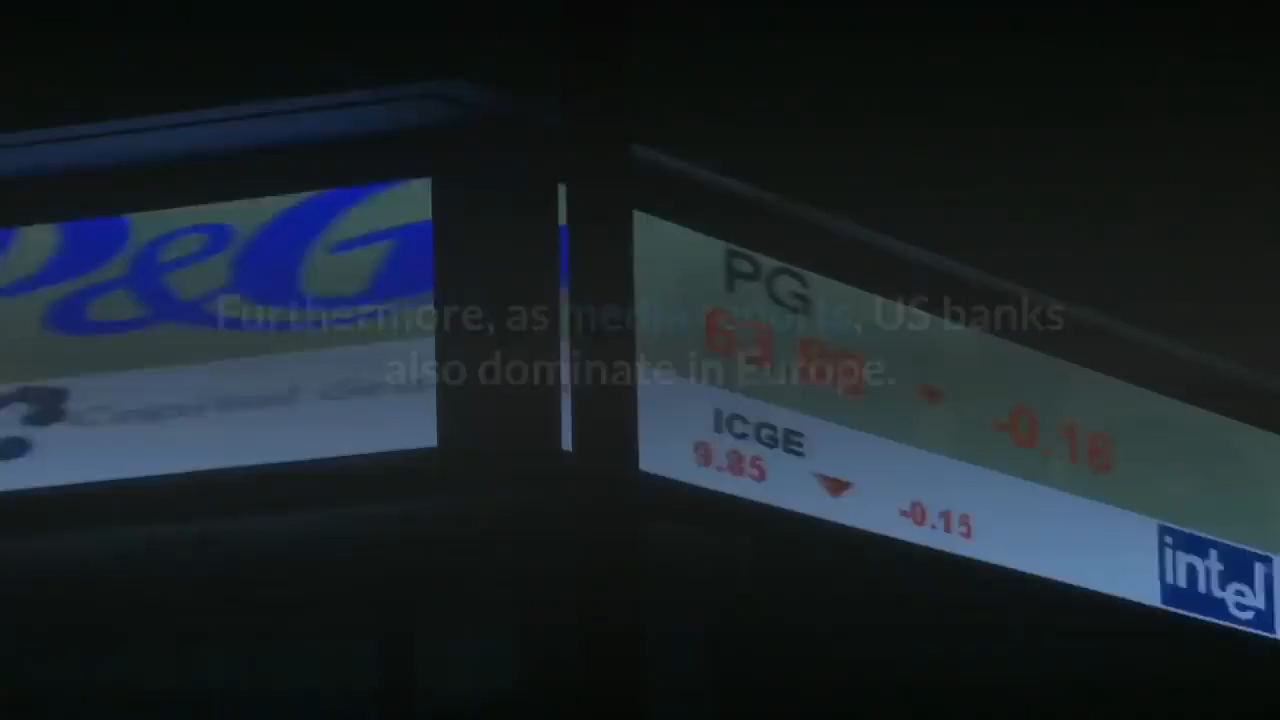 P&G
PG
Furthermore, as media reports, US banks
also dominate in Europe.
ICGE
9.85 -0.15
-0.16
intel